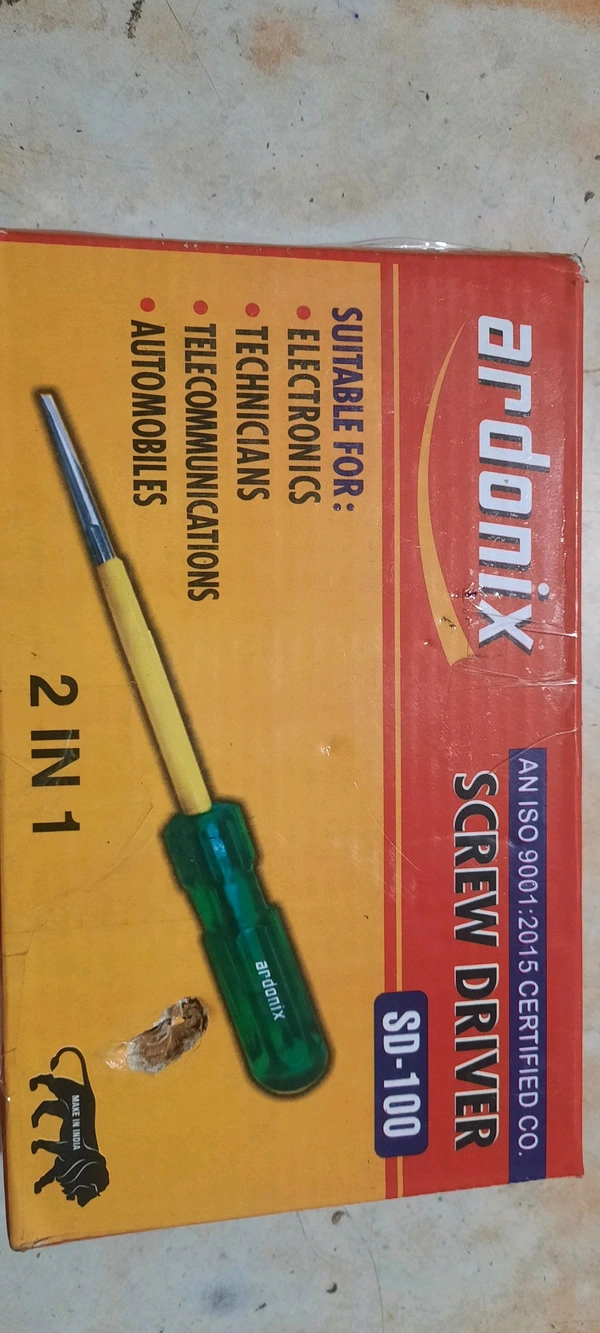 ardonix
AN ISO 9001:2015 CERTIFIED CO.
SCREW DRIVER
SD-100
SUITABLE FOR:
• ELECTRONICS
• TECHNICIANS
• TELECOMMUNICATIONS
• AUTOMOBILES
ardonix
2 IN 1
MAKE IN INDIA